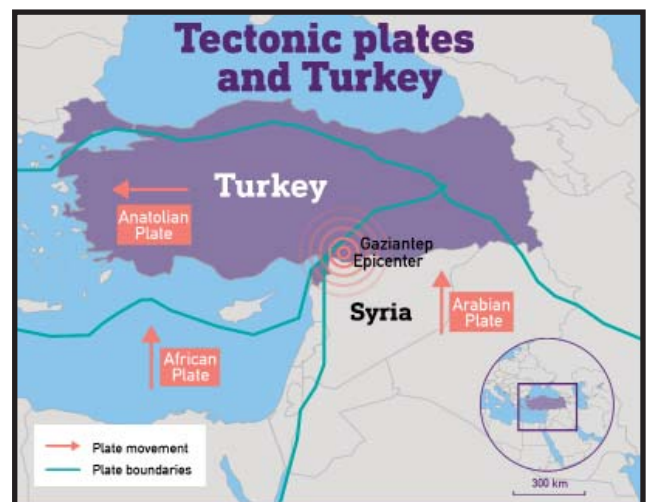 Tectonic plates
and Turkey
Turkey
Anatolian
Plate
Gaziantep
Epicenter
Syria
Arabian
Plate
African
Plate
Plate movement
Plate boundaries
300 km